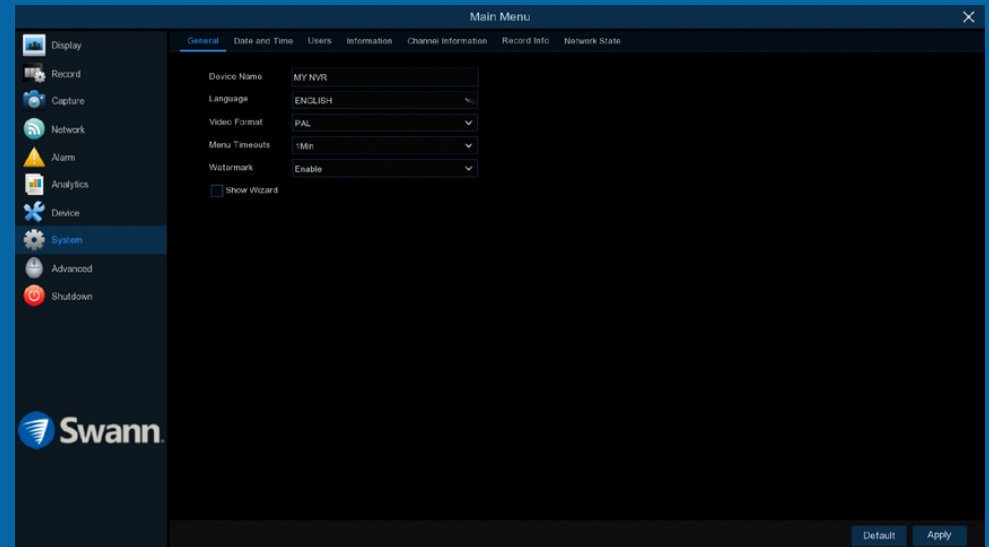 Main Menu
Display
Record
Capture
Network
Alarm
Analytics
Device
System
Advanced
Shutdown
Swann
General Date and Time Users Information Channel Information Record Info Network State
Device Name MY NVR
Language ENGLISH
Video Format PAL
Menu Timeouts 1Min
Watermark Enable
Show Wizard
Default Apply